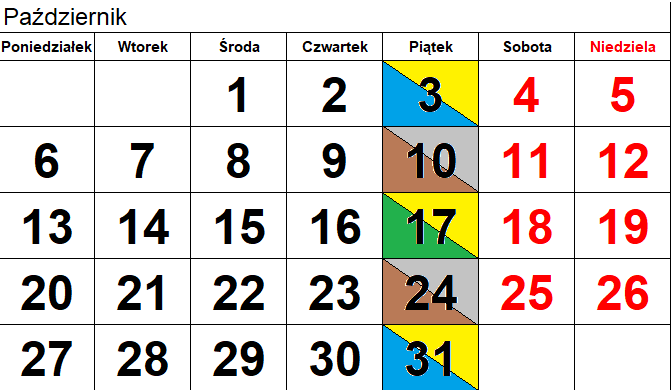 Październik
Poniedziałek Wtorek Środa Czwartek Piątek Sobota Niedziela
1 2 3 4 5
6 7 8 9 10 11 12
13 14 15 16 17 18 19
20 21 22 23 24 25 26
27 28 29 30 31